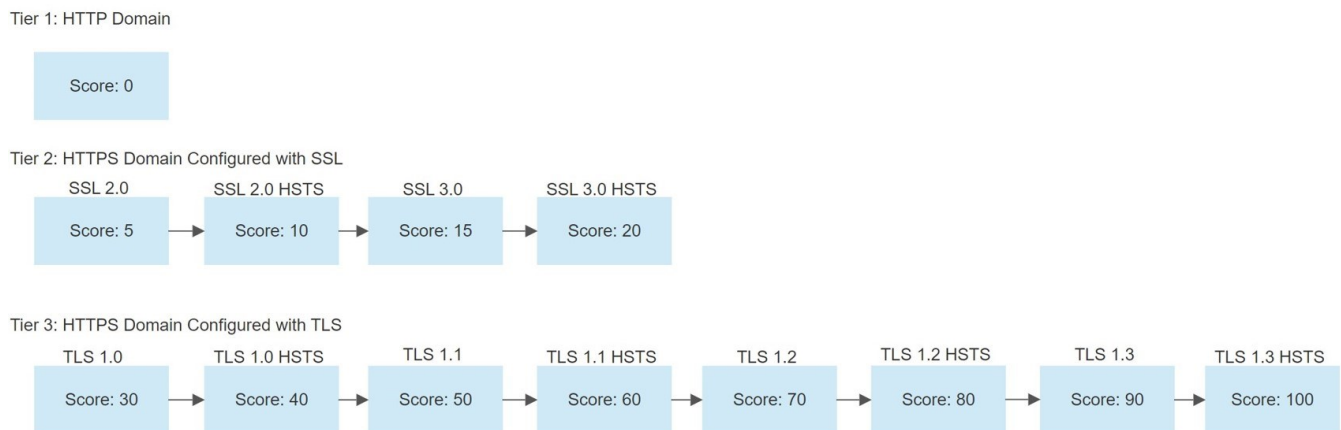 Tier 1: HTTP Domain
Score: 0
Tier 2: HTTPS Domain Configured with SSL
SSL 2.0 SSL 2.0 HSTS SSL 3.0 SSL 3.0 HSTS
Score: 5 Score: 10 Score: 15 Score: 20
Tier 3: HTTPS Domain Configured with TLS
TLS 1.0 TLS 1.0 HSTS TLS 1.1 TLS 1.1 HSTS TLS 1.2 TLS 1.2 HSTS TLS 1.3 TLS 1.3 HSTS
Score: 30 Score: 40 Score: 50 Score: 60 Score: 70 Score: 80 Score: 90 Score: 100